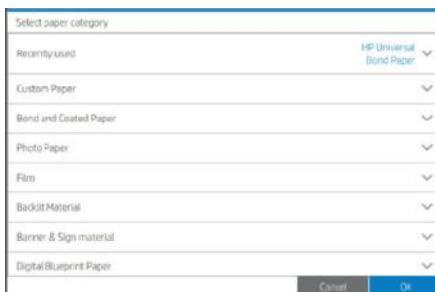 Select paper category
Recently used
HP Universal
Bond Paper
Custom Paper
Bond and Coated Paper
Photo Paper
Film
Backlit Material
Banner & Sign material
Digital Blueprint Paper
Cancel
OK